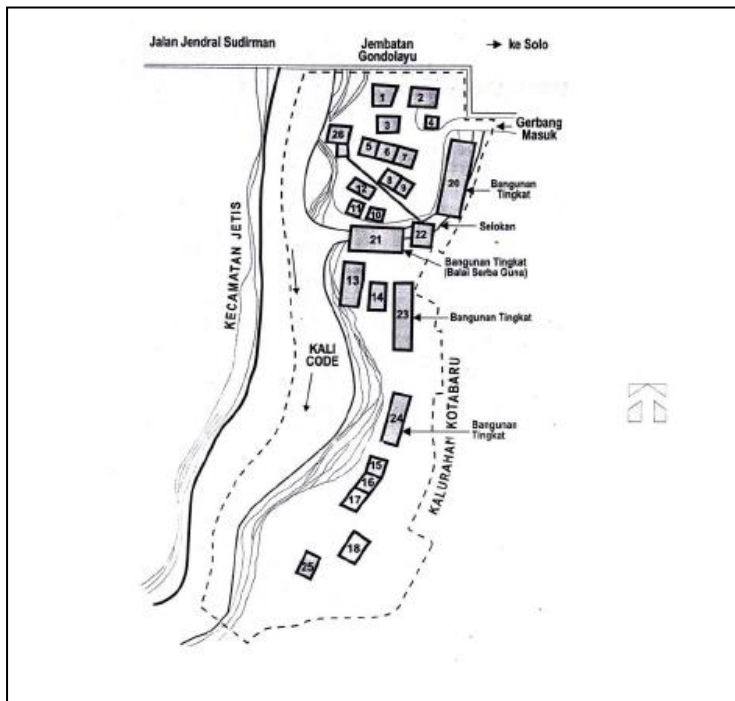 Jalan Jendral Sudirman
Jembatan
Gondolayu
ke Solo
1
2
3
4
Gerbang
Masuk
26
5
6
7
20
8
9
12
Bangunan
Tingkat
11
10
Selokan
21
22
Bangunan Tingkat
(Balai Serba Guna)
KECAMATAN JETIS
13
14
23
Bangunan Tingkat
KALI
CODE
24
Bangunan
Tingkat
KALURAHAN KOTABARU
15
16
17
18
25